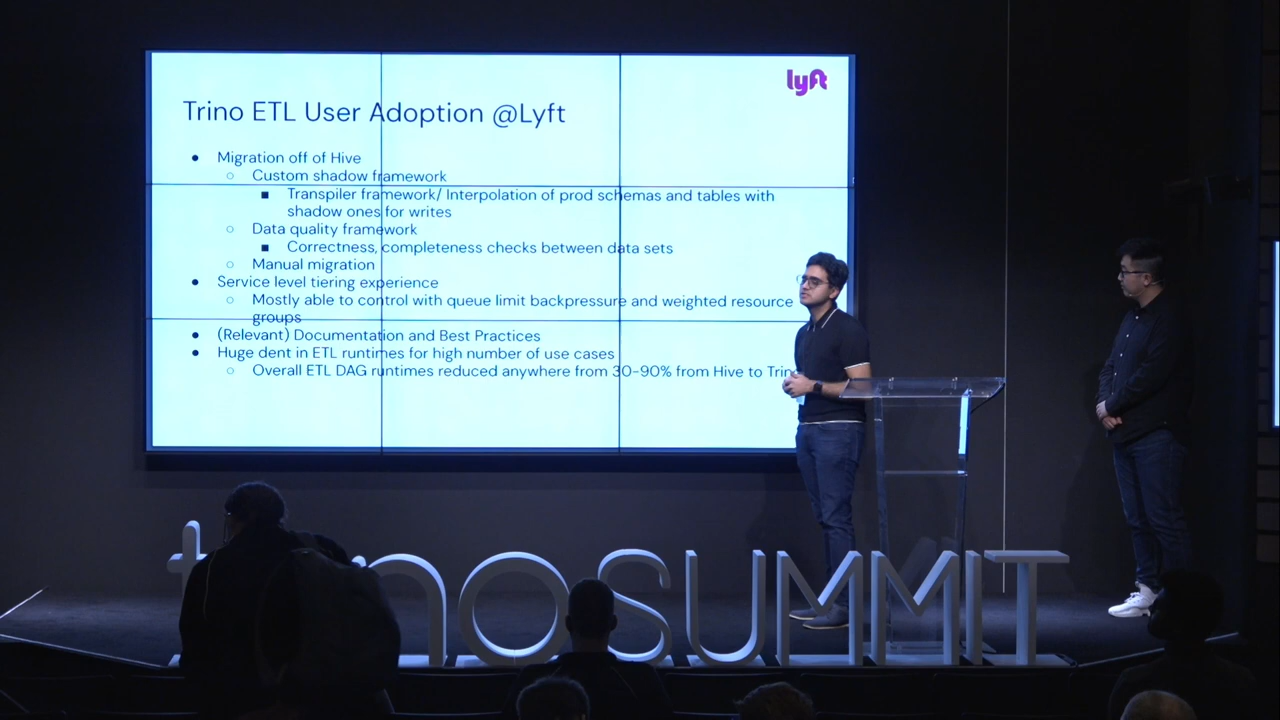 lyft
Trino ETL User Adoption @Lyft
● Migration off of Hive
○ Custom shadow framework
■ Transpiler framework/ Interpolation of prod schemas and tables with
shadow ones for writes
○ Data quality framework
■ Correctness, completeness checks between data sets
○ Manual migration
● Service level tiering experience
○ Mostly able to control with queue limit backpressure and weighted resource
groups
● (Relevant) Documentation and Best Practices
● Huge dent in ETL runtimes for high number of use cases
○ Overall ETL DAG runtimes reduced anywhere from 30-90% from Hive to
SUMMIT